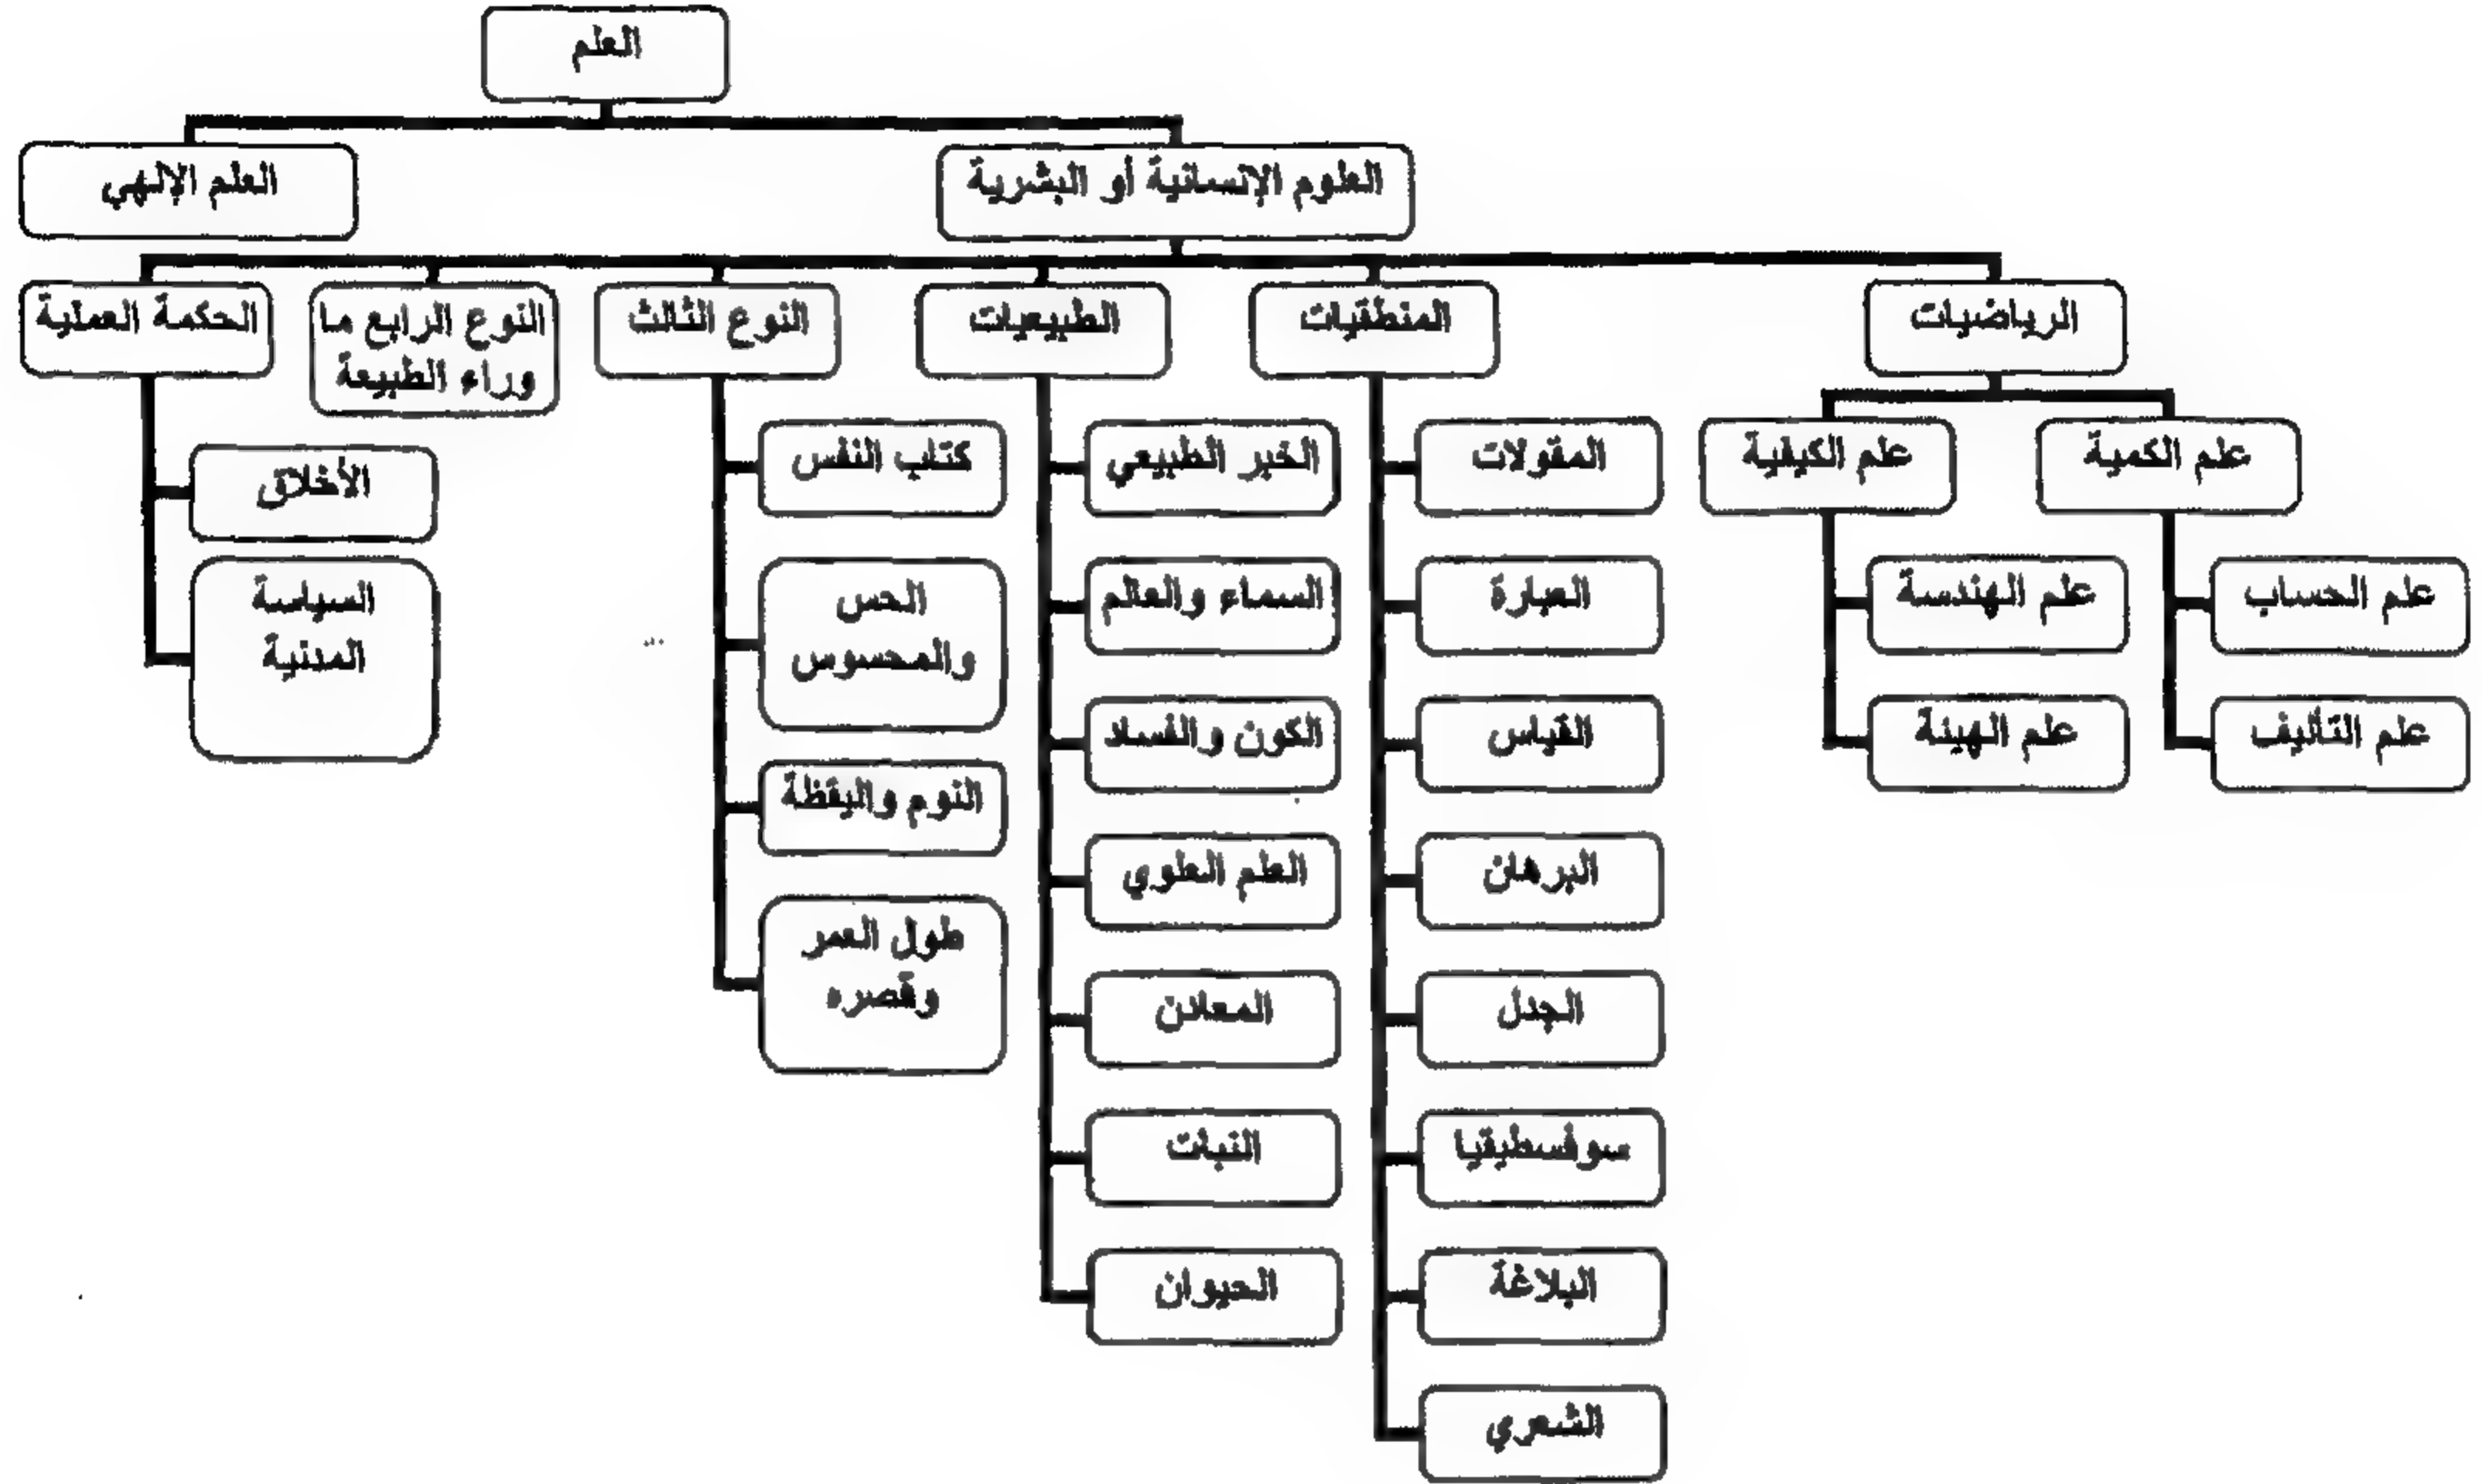 العلم
العلوم الإنسانية أو البشرية
العلم الإلهي
الرياضيات
المنطقيات
الطبيعيات
النوع الثالث
النوع الرابع ما
وراء الطبيعة
الحكمة العملية
علم الكمية
علم الكيفية
علم الحساب
علم التأليف
علم الهندسة
علم الهيئة
المقولات
العبارة
القياس
البرهان
الجدل
سوفسطيقيا
البلاغة
الشعري
الخبر الطبيعي
السماء والعالم
الكون والفساد
العلم العلوي
المعادن
النبات
الحيوان
كتاب النفس
الحس
والمحسوس
النوم واليقظة
طول العمر
وقصره
الأخلاق
السياسة
المدنية